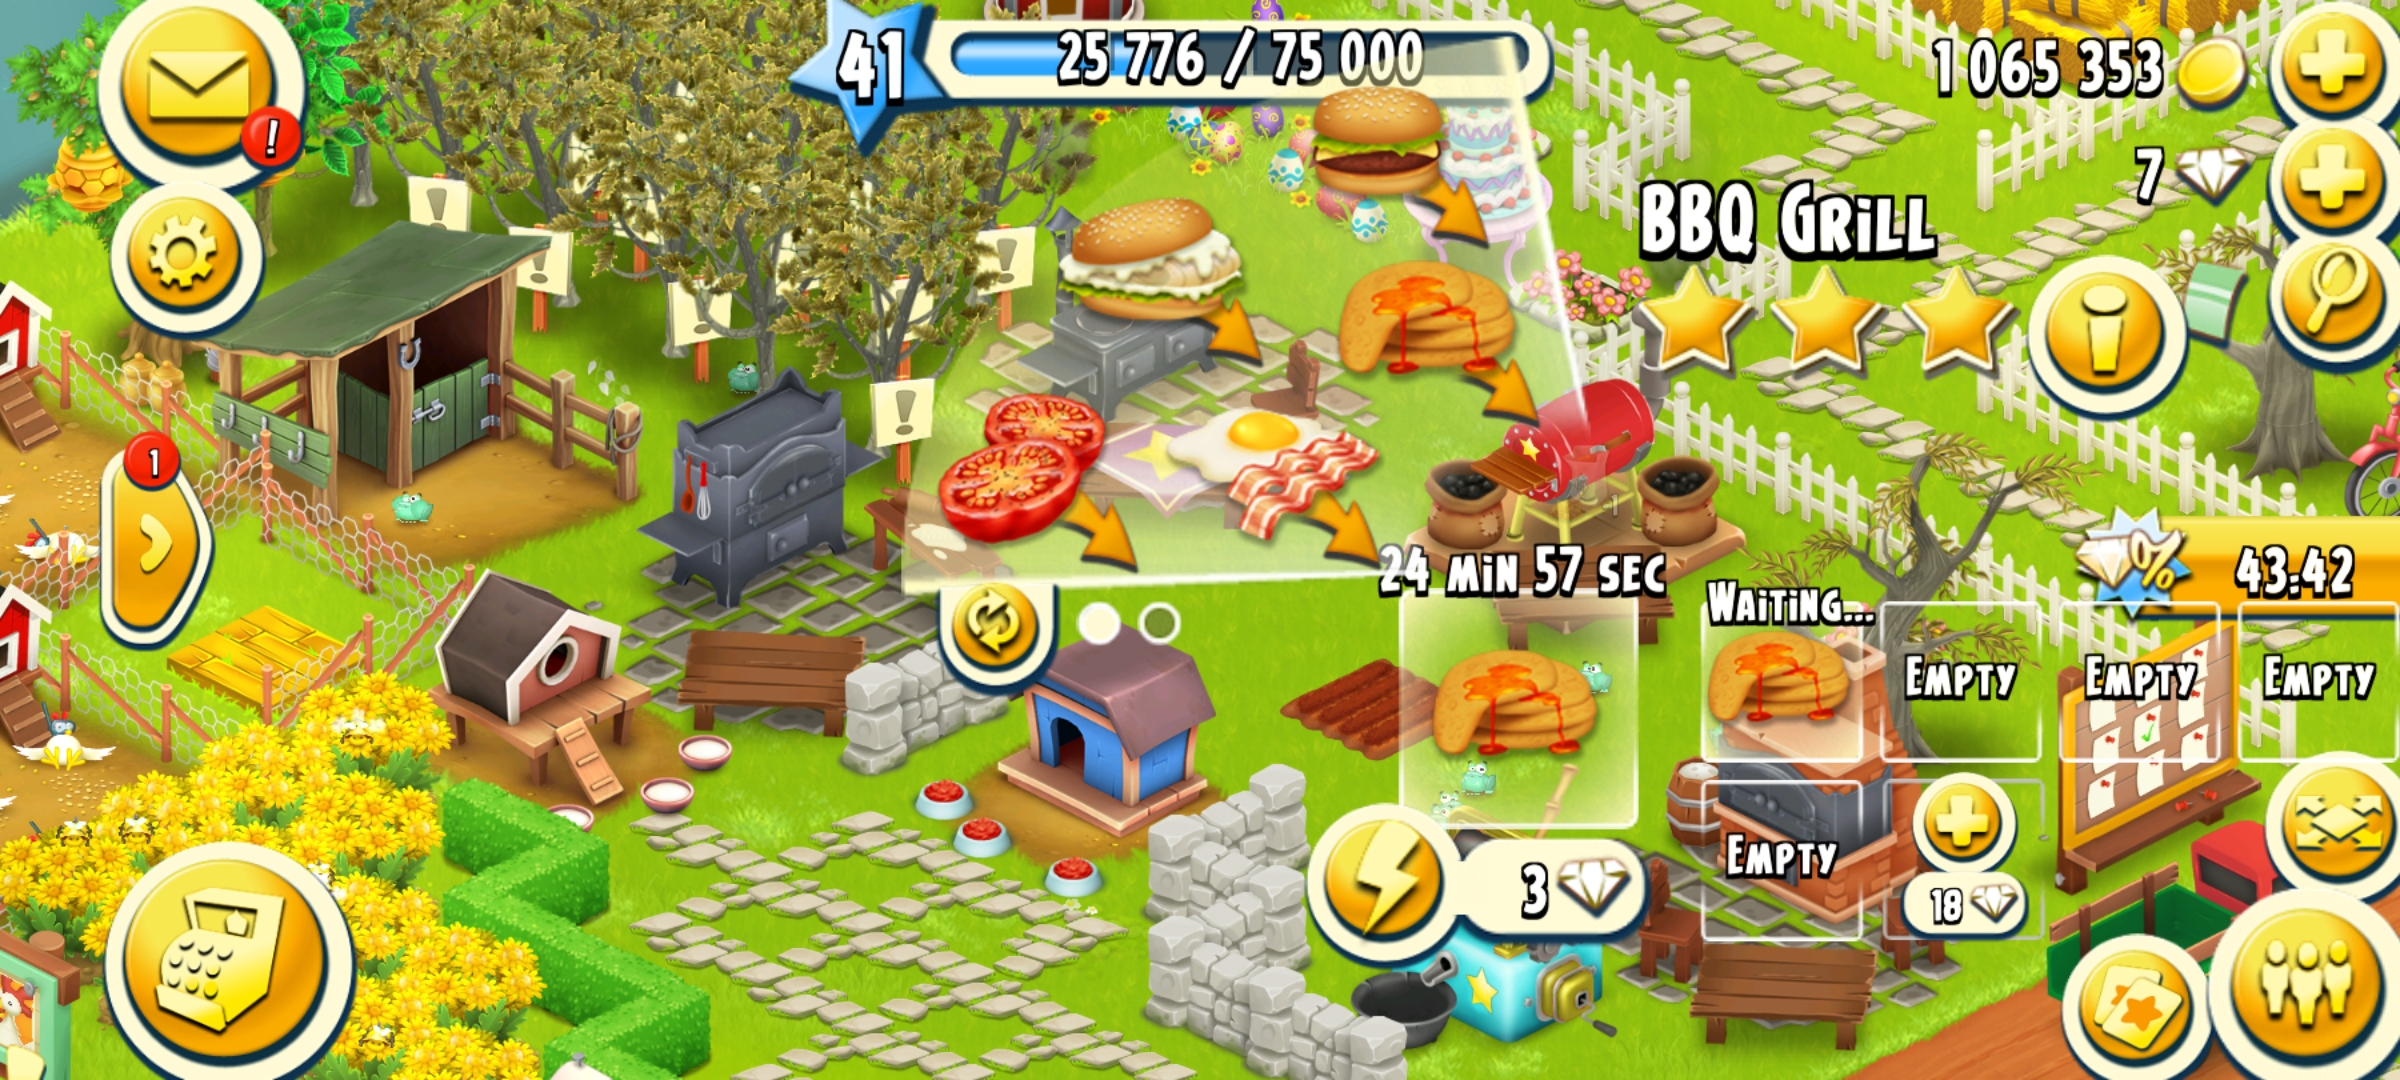 41
25 776 / 75 000
1 065 353
!
7
BBQ GRiLL
1
24 MiN 57 SEC
43:42
%
WAiTiNG...
EMPTY
EMPTY
EMPTY
EMPTY
3
18